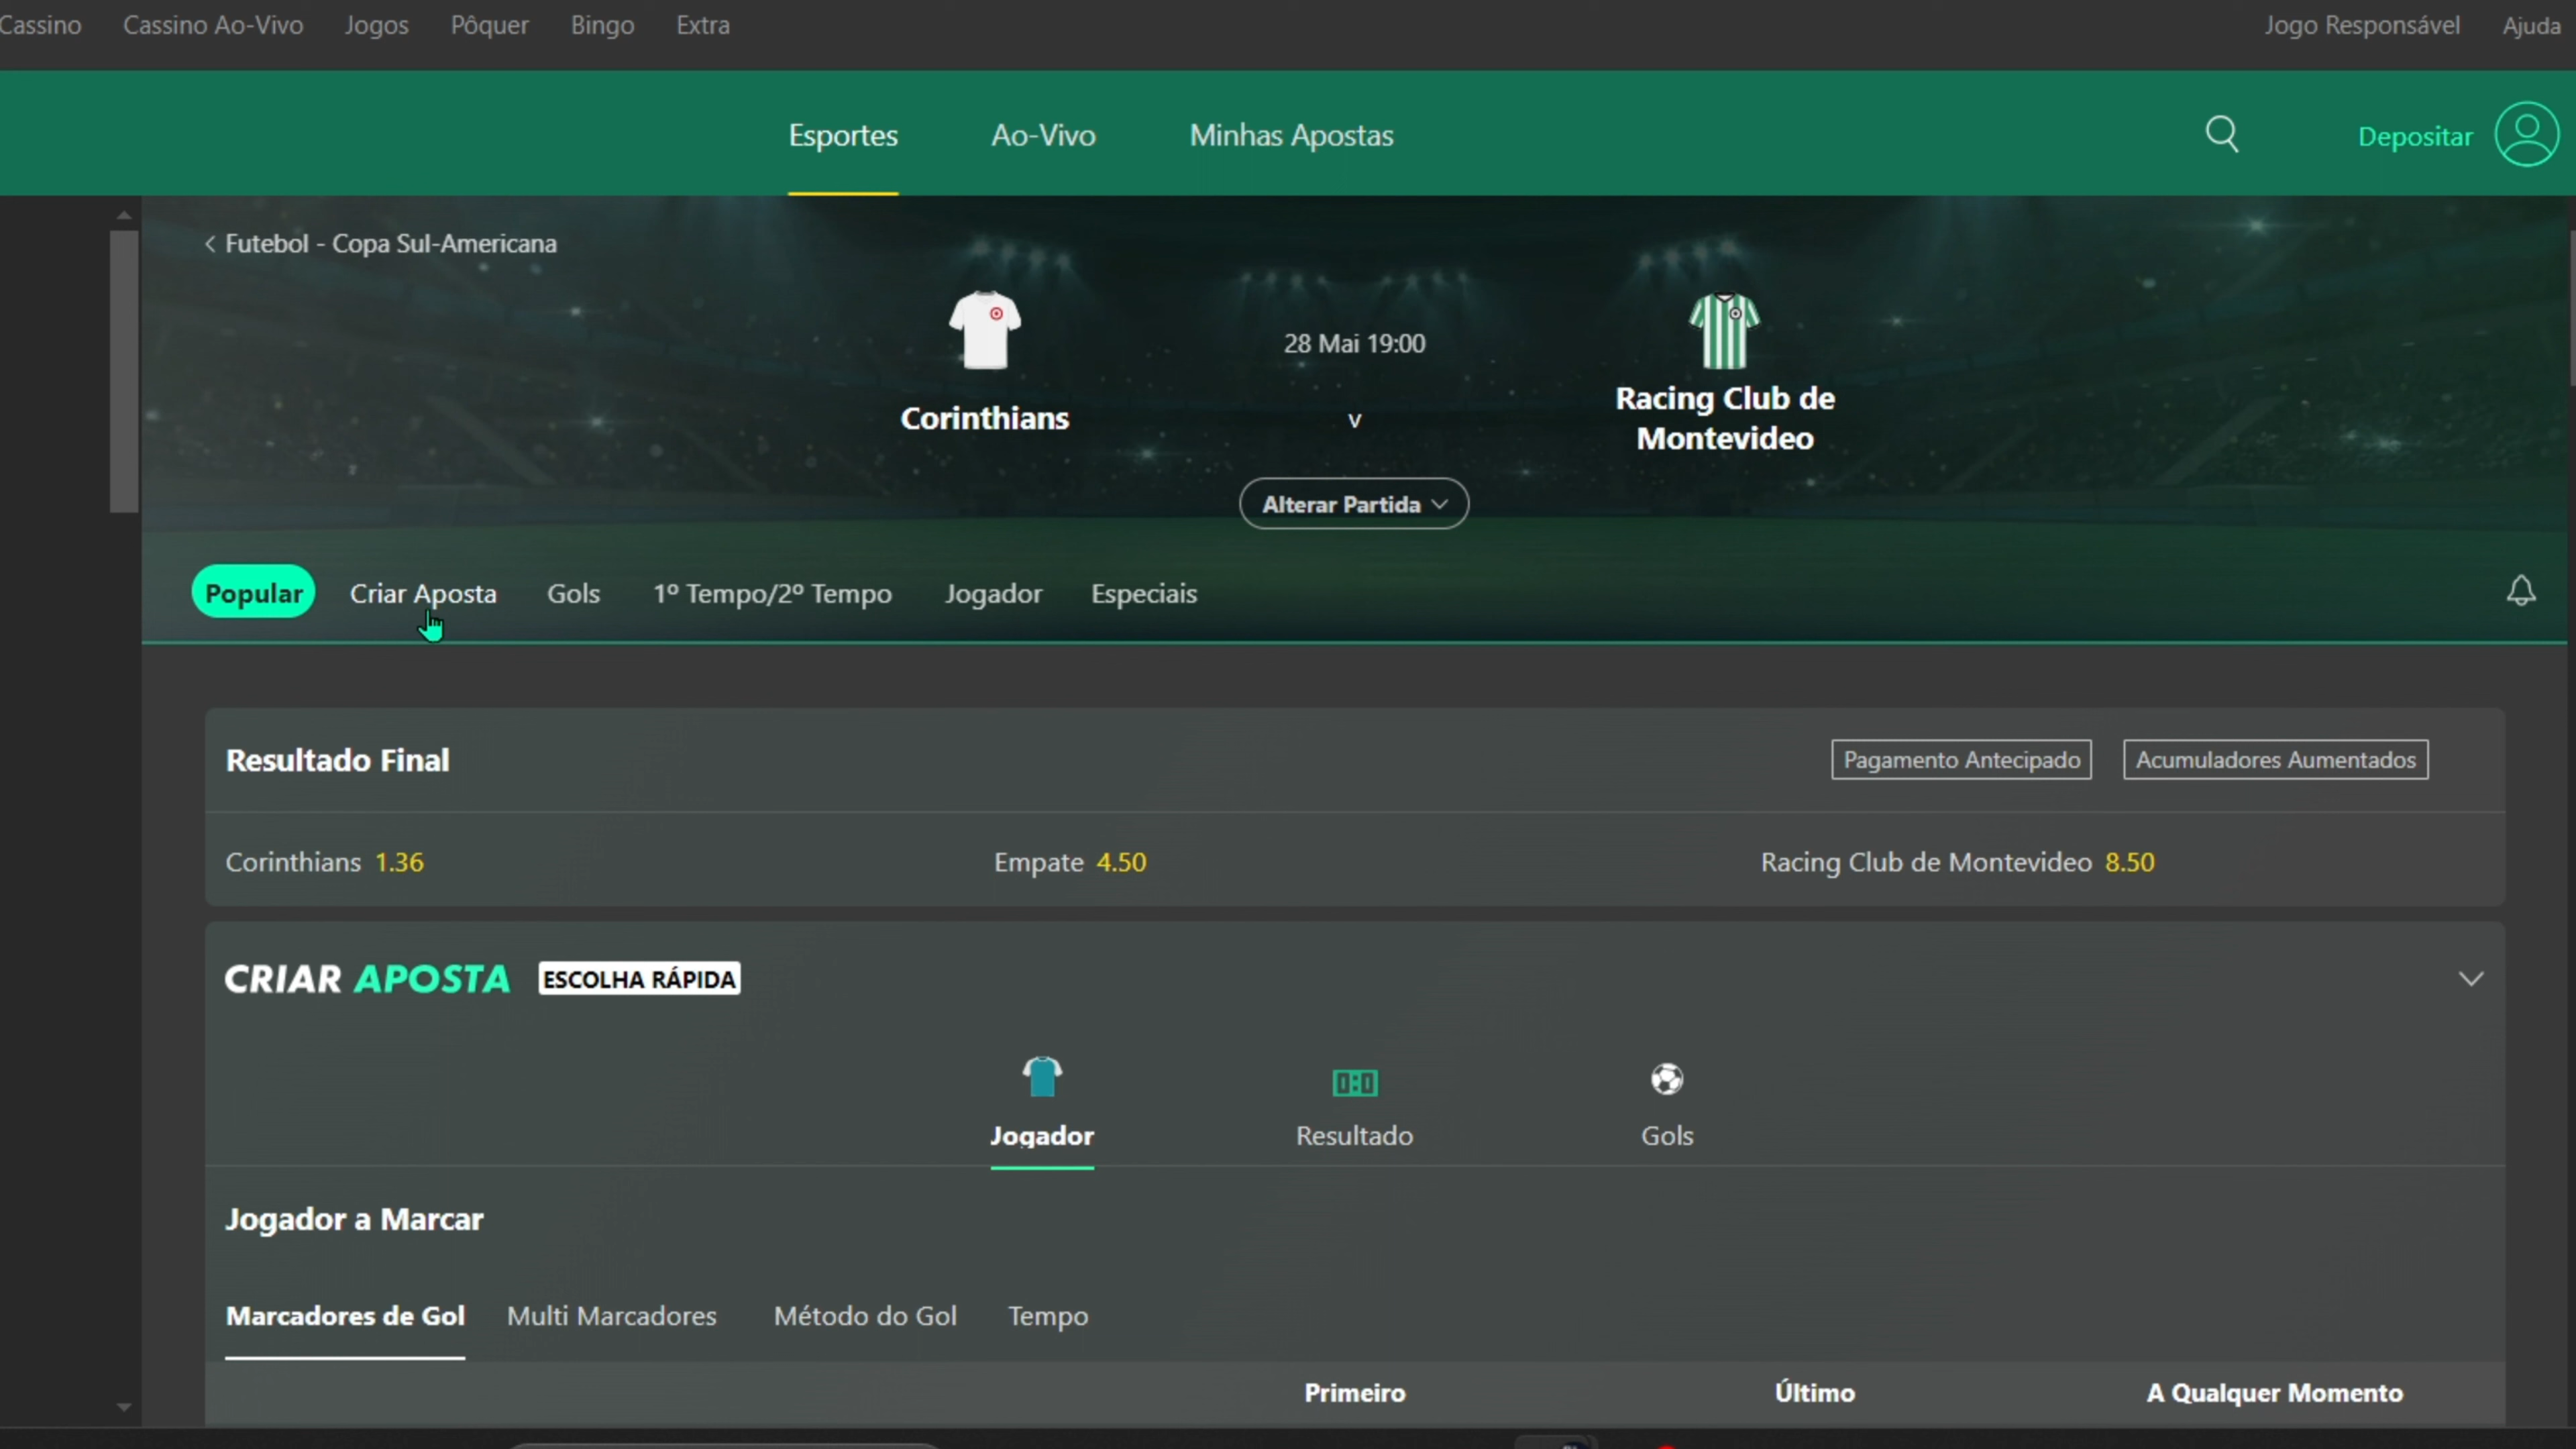 Cassino Cassino Ao-Vivo Jogos Pôquer Bingo Extra Jogo Responsável Ajuda
Esportes Ao-Vivo Minhas Apostas Depositar
Futebol - Copa Sul-Americana
28 Mai 19:00
Corinthians v Racing Club de
Montevideo
Alterar Partida
Popular Criar Aposta Gols 1º Tempo/2º Tempo Jogador Especiais
Resultado Final Pagamento Antecipado Acumuladores Aumentados
Corinthians 1.36 Empate 4.50 Racing Club de Montevideo 8.50
CRIAR APOSTA ESCOLHA RÁPIDA
0:0
Jogador Resultado Gols
Jogador a Marcar
Marcadores de Gol Multi Marcadores Método do Gol Tempo
Primeiro Último A Qualquer Momento